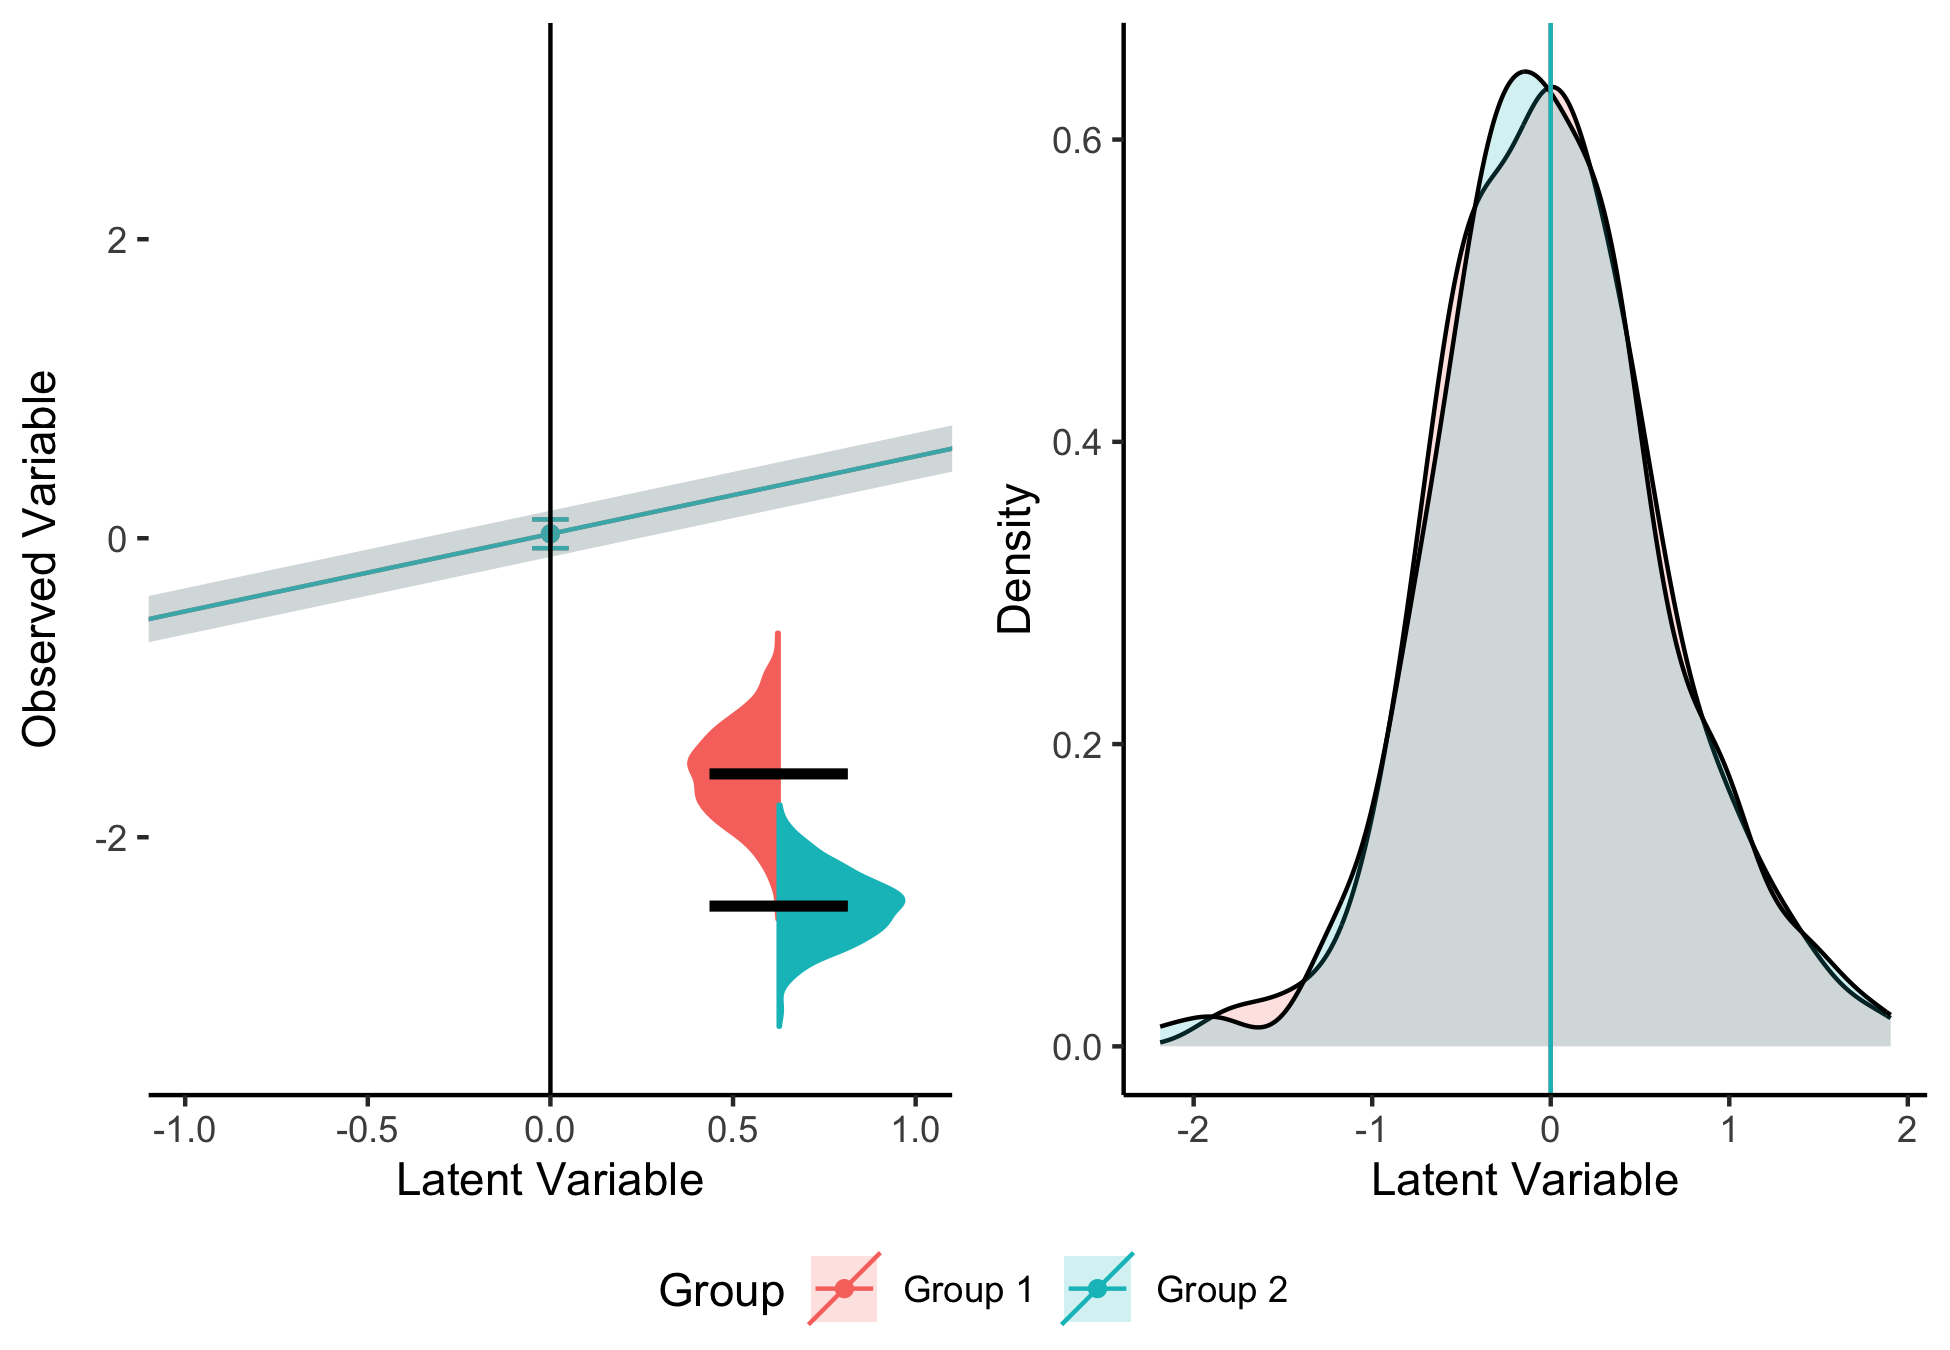 Observed Variable
2
0
-2
-1.0 -0.5 0.0 0.5 1.0
Latent Variable
Density
0.6
0.4
0.2
0.0
-2 -1 0 1 2
Latent Variable
Group Group 1 Group 2